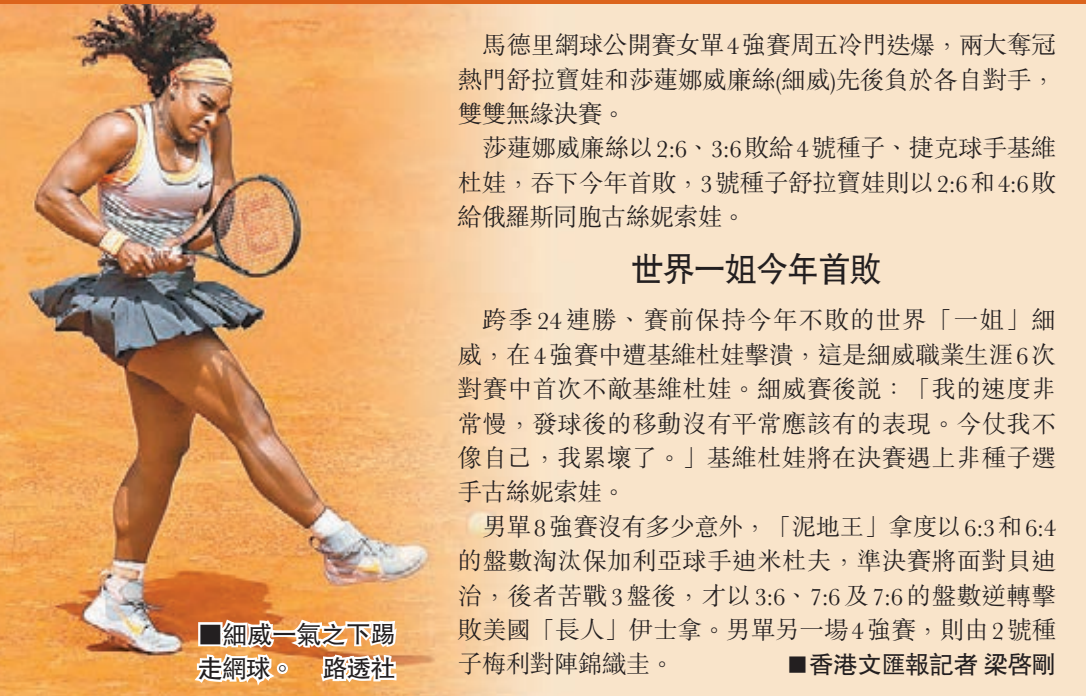 馬德里網球公開賽女單4強賽周五冷門迭爆，兩大奪冠
熱門舒拉寶娃和莎蓮娜威廉絲(細威)先後負於各自對手，
雙雙無緣決賽。
莎蓮娜威廉絲以2:6、3:6敗給4號種子、捷克球手基維
杜娃，吞下今年首敗，3號種子舒拉寶娃則以2:6和4:6敗
給俄羅斯同胞古絲妮索娃。
世界一姐今年首敗
跨季24連勝、賽前保持今年不敗的世界「一姐」細
威，在4強賽中遭基維杜娃擊潰，這是細威職業生涯6次
對賽中首次不敵基維杜娃。細威賽後說：「我的速度非
常慢，發球後的移動沒有平常應該有的表現。今仗我不
像自己，我累壞了。」基維杜娃將在決賽遇上非種子選
手古絲妮索娃。
男單8強賽沒有多少意外，「泥地王」拿度以6:3和6:4
的盤數淘汰保加利亞球手迪米杜夫，準決賽將面對貝迪
治，後者苦戰3盤後，才以3:6、7:6及7:6的盤數逆轉擊
敗美國「長人」伊士拿。男單另一場4強賽，則由2號種
子梅利對陣錦織圭。 ■香港文匯報記者 梁啓剛
■細威一氣之下踢
走網球。 路透社